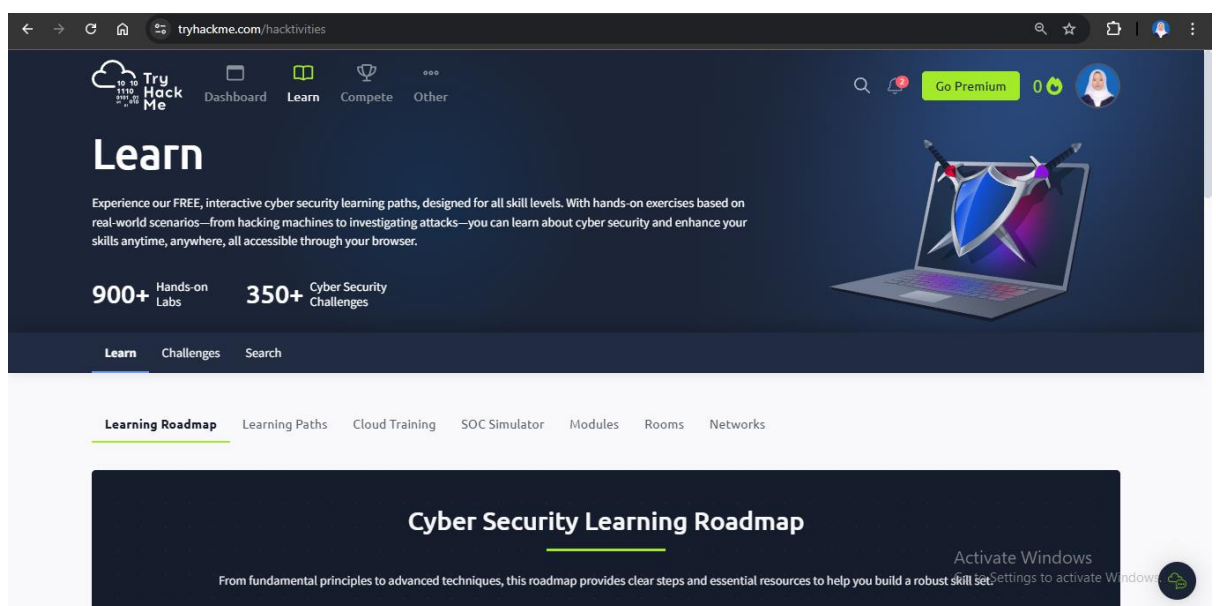 tryhackme.com/hacktivities
10 10
1110
Try
Hack
Me
Dashboard
Learn
Compete
Other
2
Go Premium
0
Learn
Experience our FREE, interactive cyber security learning paths, designed for all skill levels. With hands-on exercises based on
real-world scenarios—from hacking machines to investigating attacks—you can learn about cyber security and enhance your
skills anytime, anywhere, all accessible through your browser.
900+ Hands-on
Labs
350+ Cyber Security
Challenges
Learn Challenges Search
Learning Roadmap Learning Paths Cloud Training SOC Simulator Modules Rooms Networks
Cyber Security Learning Roadmap
Activate Windows
From fundamental principles to advanced techniques, this roadmap provides clear steps and essential resources to help you build a robust skill set.
Go to Settings to activate Windows.